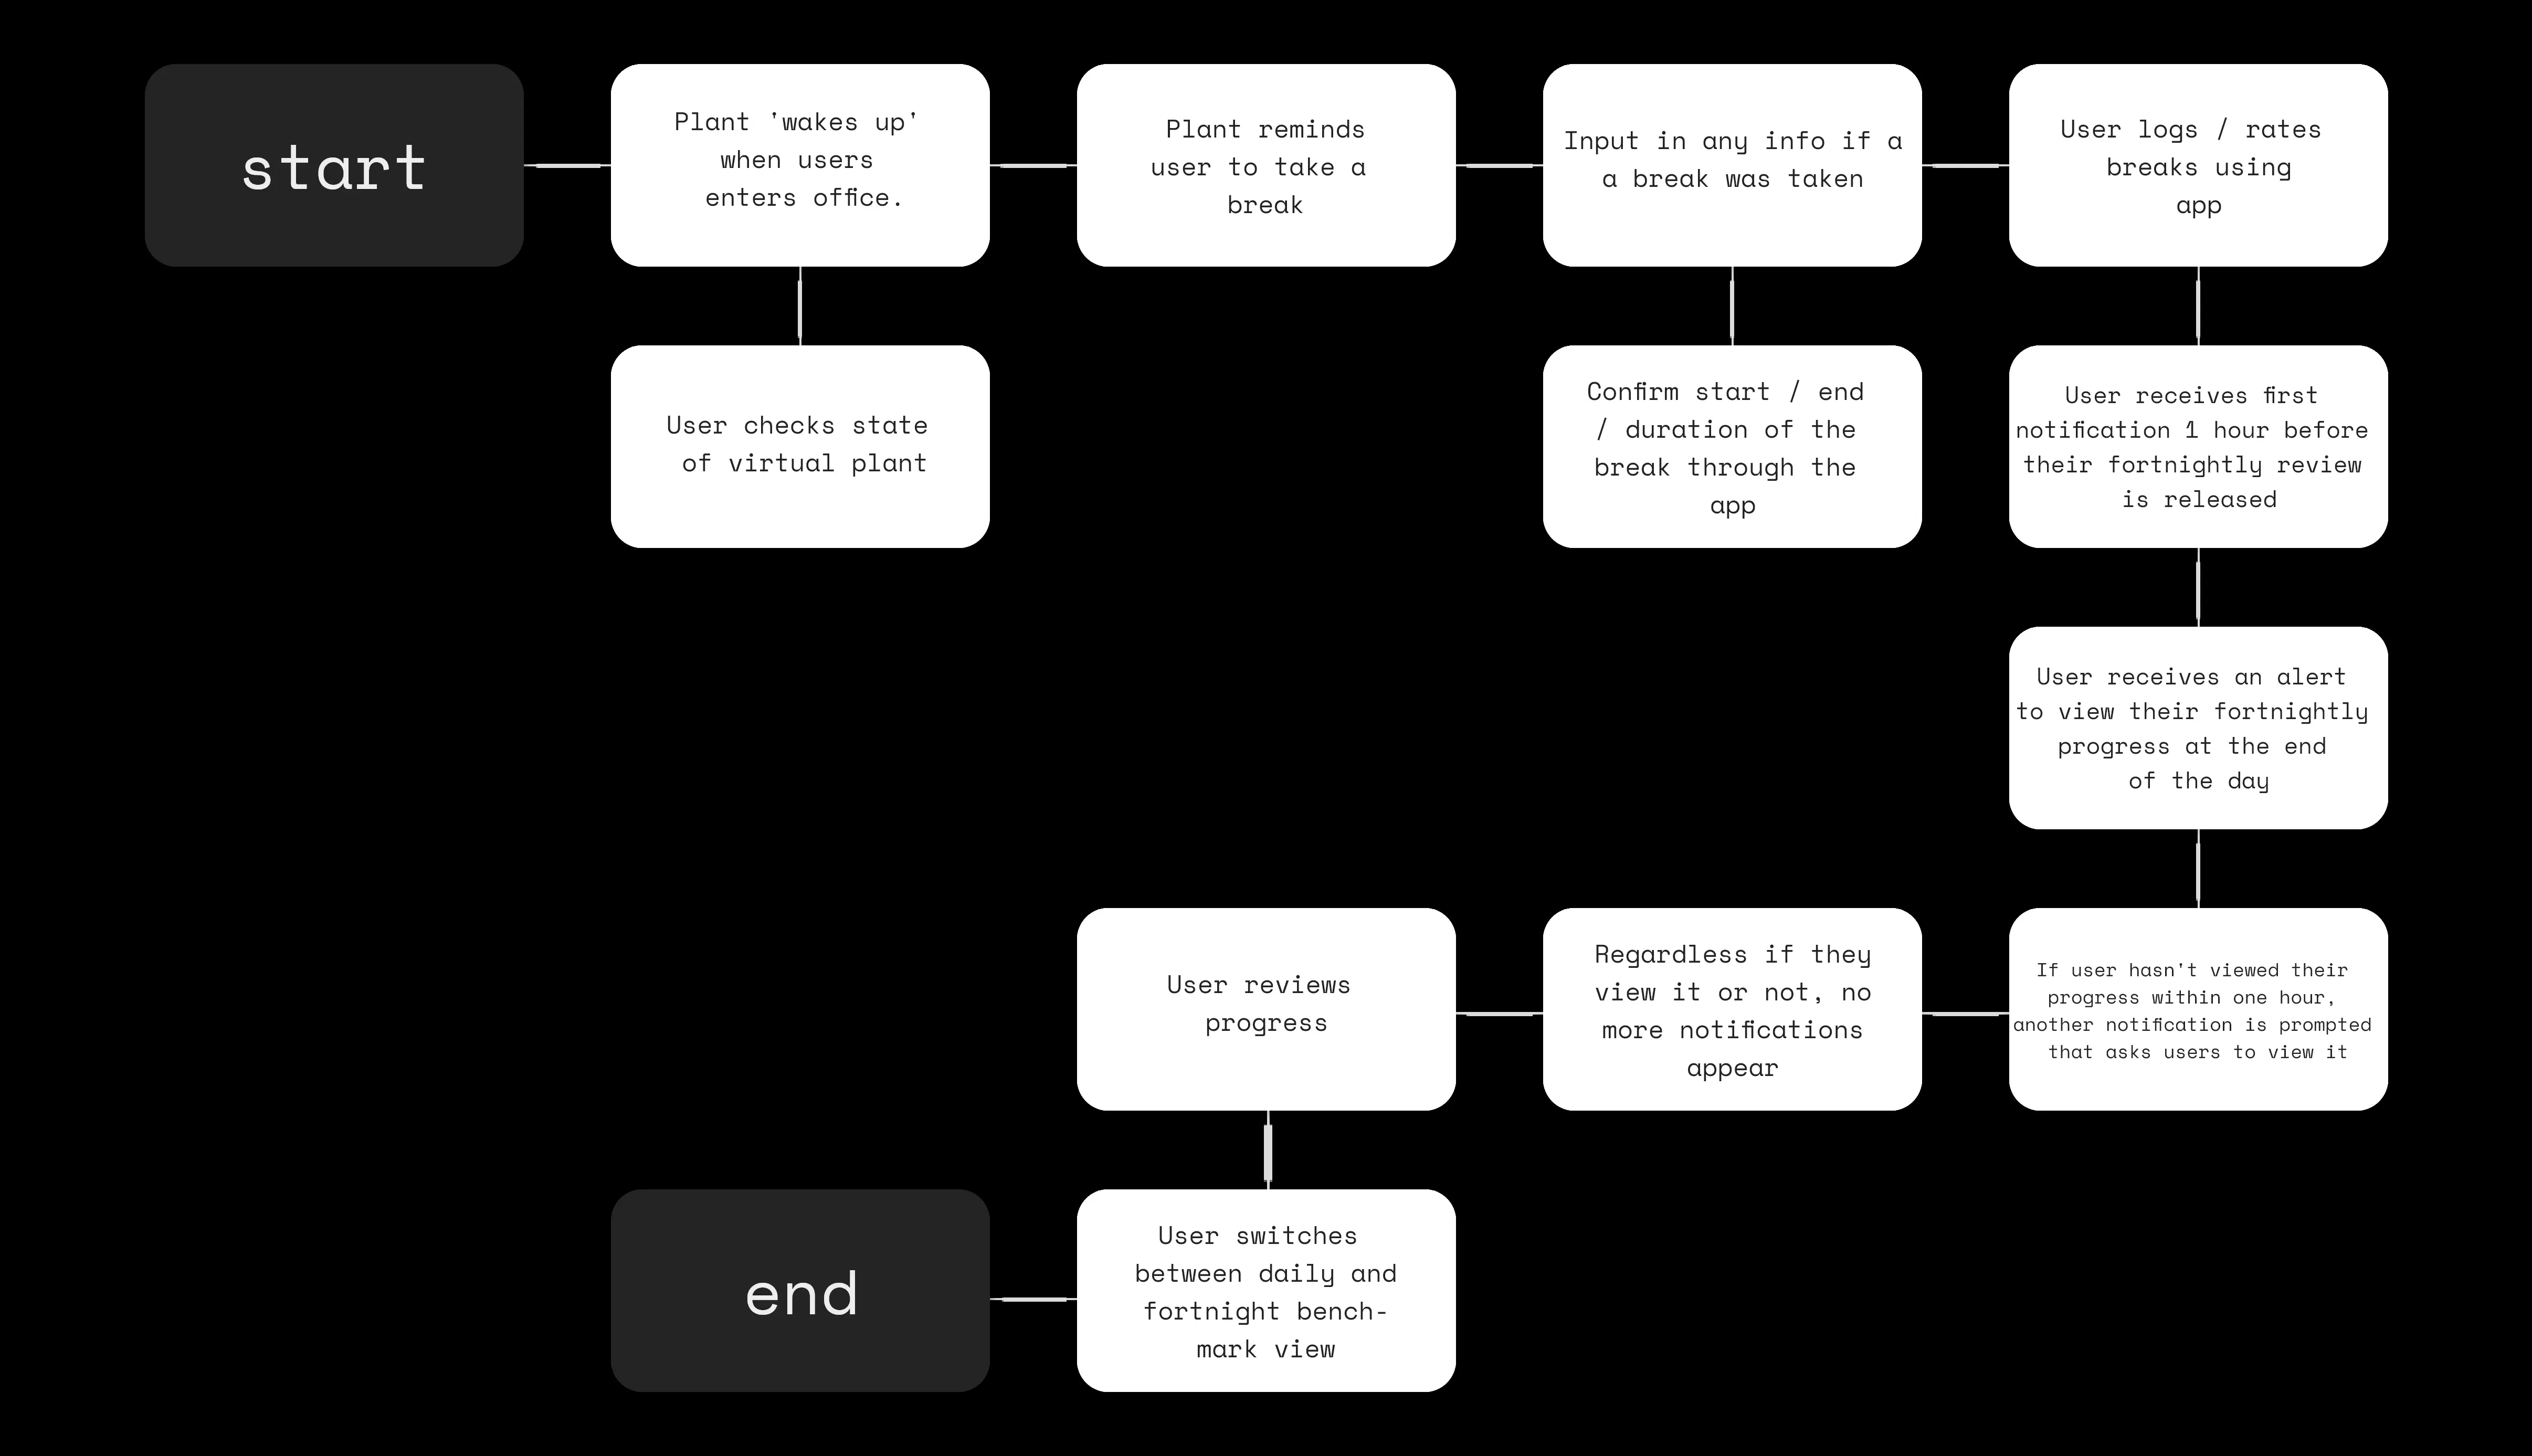 start
Plant 'wakes up'
when users
enters office.
Plant reminds
user to take a
break
Input in any info if a
a break was taken
User logs / rates
breaks using
app
User checks state
of virtual plant
Confirm start / end
/ duration of the
break through the
app
User receives first
notification 1 hour before
their fortnightly review
is released
User receives an alert
to view their fortnightly
progress at the end
of the day
If user hasn't viewed their
progress within one hour,
another notification is prompted
that asks users to view it
Regardless if they
view it or not, no
more notifications
appear
User reviews
progress
User switches
between daily and
fortnight bench-
mark view
end